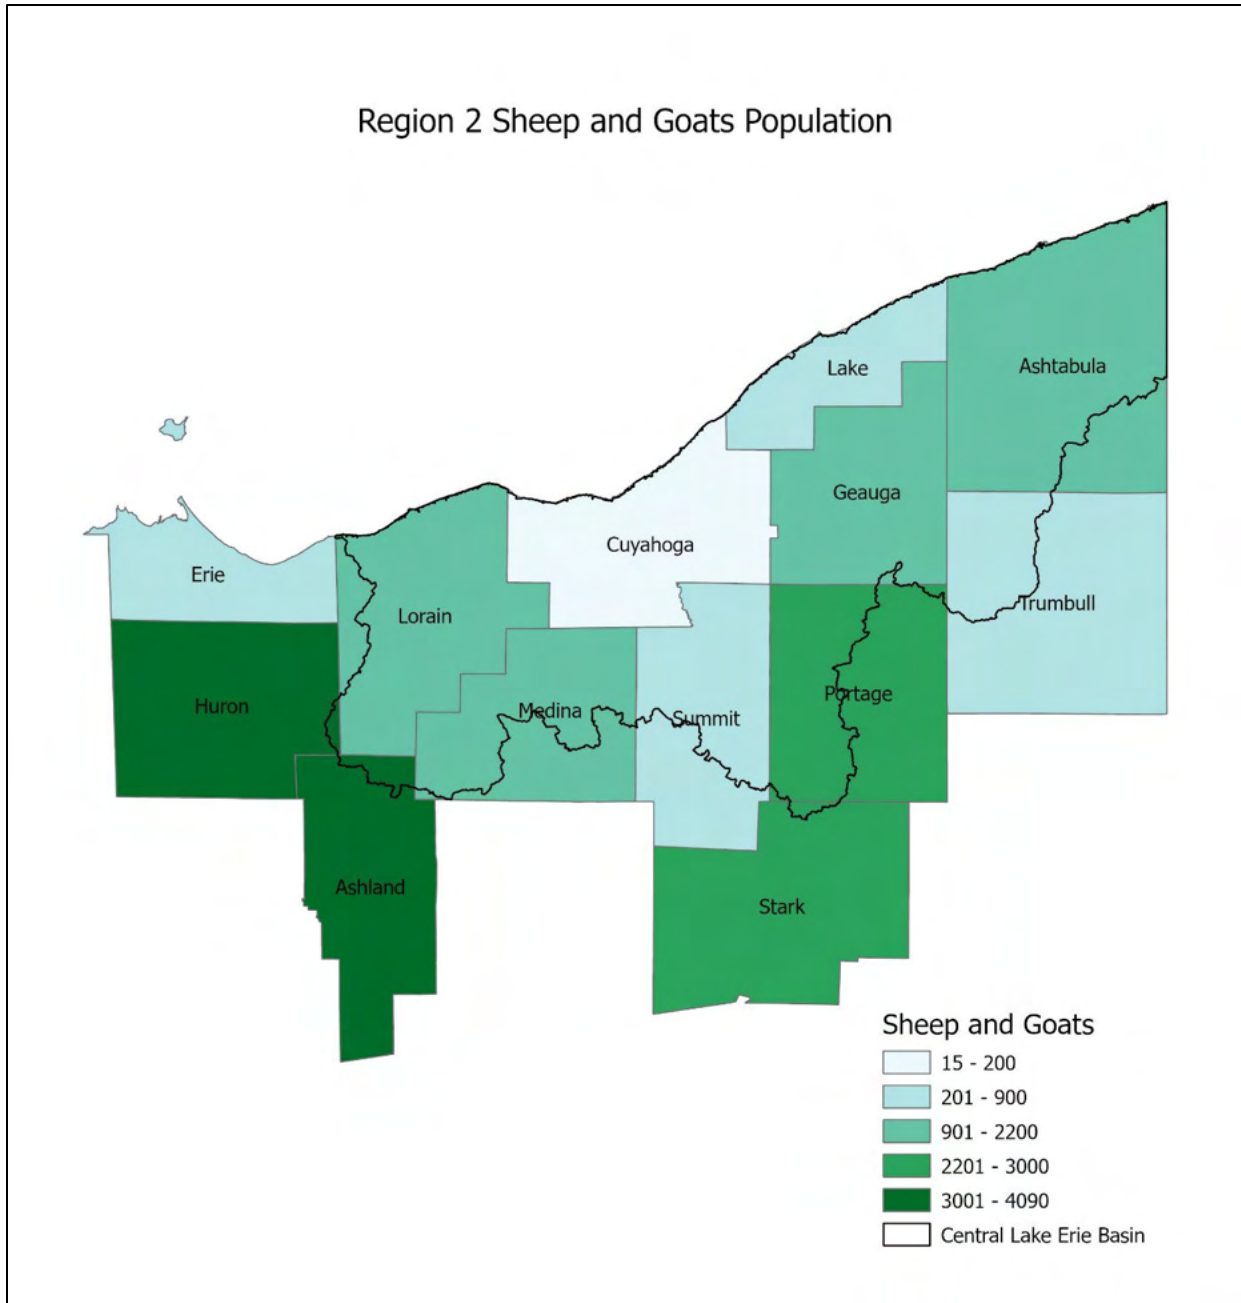 Region 2 Sheep and Goats Population
Lake
Ashtabula
Geauga
Cuyahoga
Erie
Lorain
Trumbull
Huron
Medina
Summit
Portage
Ashland
Stark
Sheep and Goats
15 - 200
201 - 900
901 - 2200
2201 - 3000
3001 - 4090
Central Lake Erie Basin